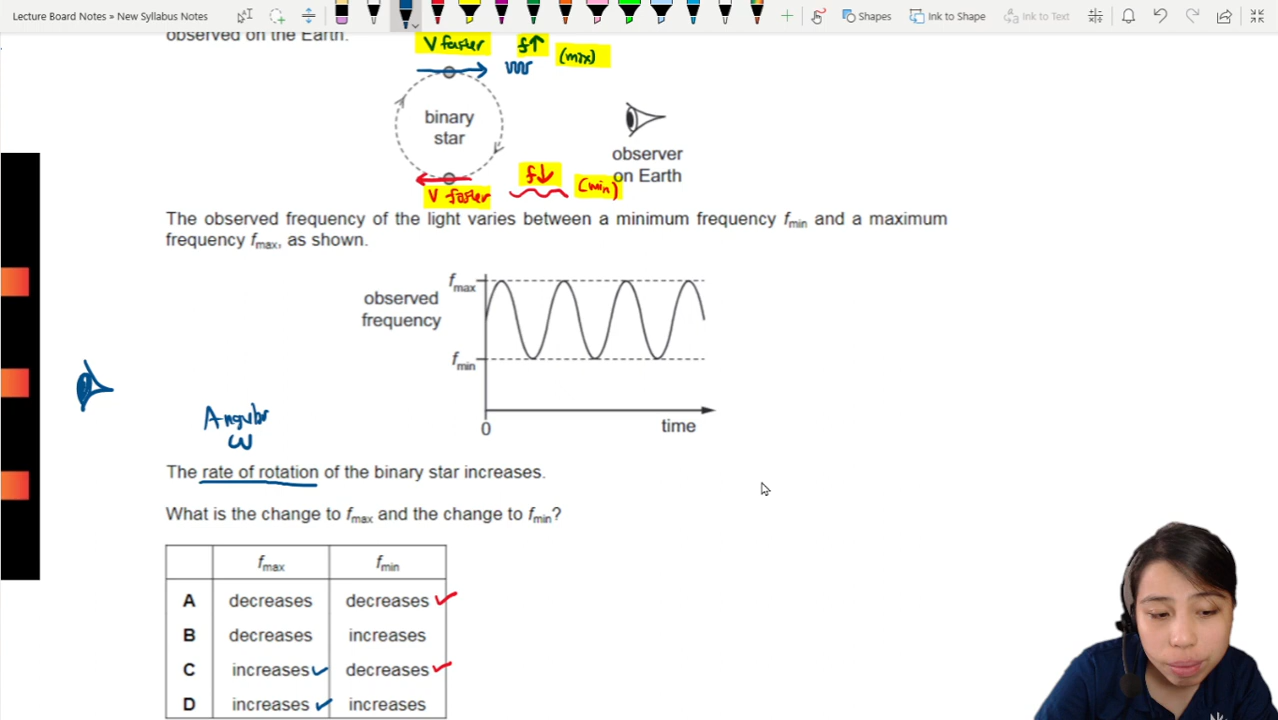 Lecture Board Notes » New Syllabus Notes
Shapes
Ink to Shape
Ink to Text
observed on the Earth.
V faster f↑ (max)
binary
star
observer
on Earth
V faster f↓ (min)
The observed frequency of the light varies between a minimum frequency fmin and a maximum
frequency fmax, as shown.
fmax
observed
frequency
fmin
0 time
Angular
ω
The rate of rotation of the binary star increases.
What is the change to fmax and the change to fmin?
fmax fmin
A decreases decreases ✓
B decreases increases
C increases ✓ decreases ✓
D increases ✓ increases